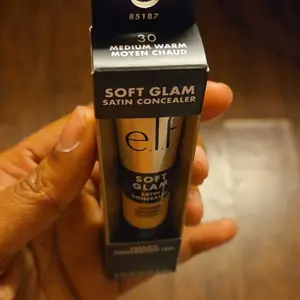 85187
30
MEDIUM WARM
MOYEN CHAUD
SOFT GLAM
SATIN CONCEALER
e.l.f
SOFT
GLAM
SATIN
CONCEALER